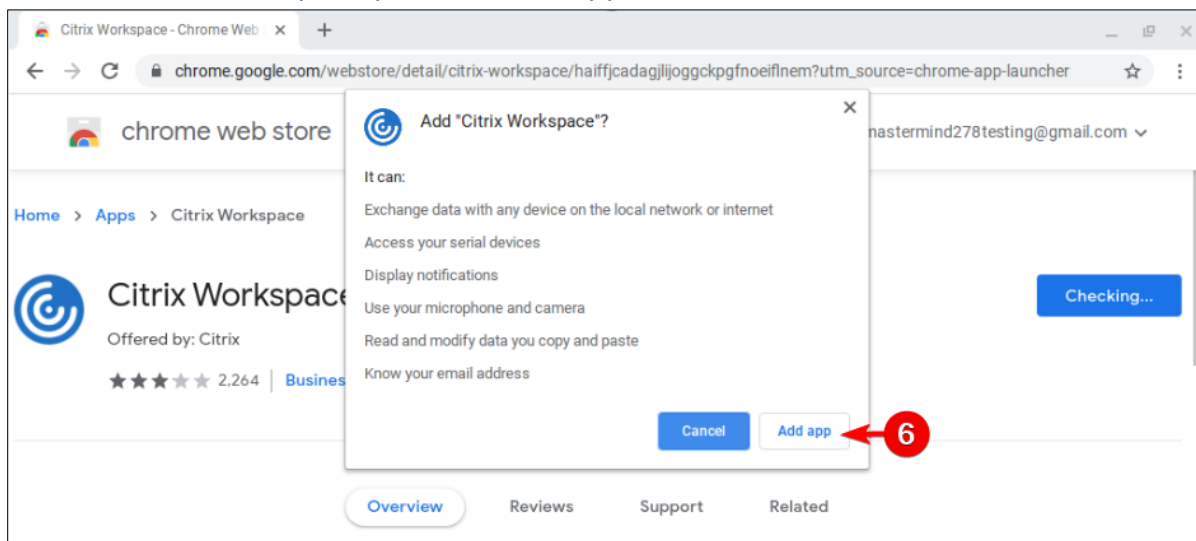 Citrix Workspace - Chrome Web
chrome.google.com/webstore/detail/citrix-workspace/haiffjcadagjlijoggckpgfnoeiflnem?utm_source=chrome-app-launcher
chrome web store
mastermind278testing@gmail.com
Add "Citrix Workspace"?
It can:
Exchange data with any device on the local network or internet
Access your serial devices
Display notifications
Use your microphone and camera
Read and modify data you copy and paste
Know your email address
Cancel Add app 6
Home > Apps > Citrix Workspace
Citrix Workspace
Checking...
Offered by: Citrix
2,264 Busines
Overview Reviews Support Related